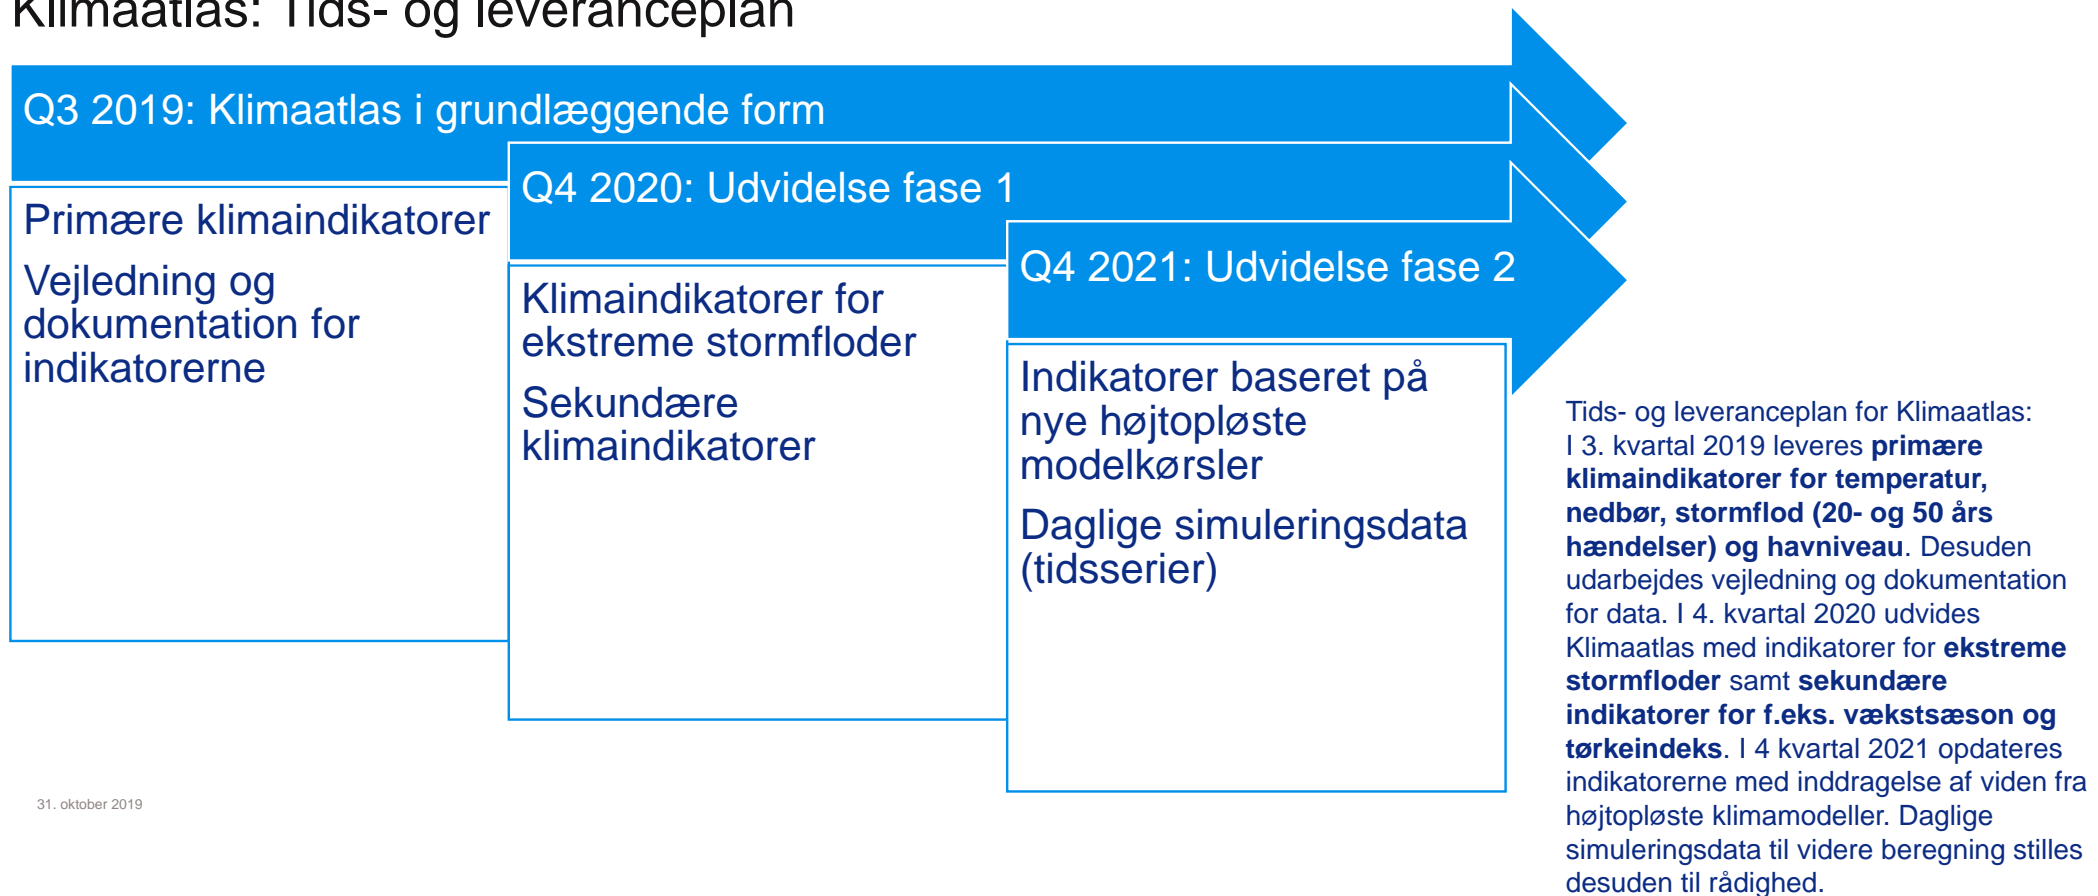 Klimaatlas: Tids- og leveranceplan
Q3 2019: Klimaatlas i grundlæggende form
Primære klimaindikatorer
Vejledning og
dokumentation for
indikatorerne
Q4 2020: Udvidelse fase 1
Klimaindikatorer for
ekstreme stormfloder
Sekundære
klimaindikatorer
Q4 2021: Udvidelse fase 2
Indikatorer baseret på
nye højtopløste
modelkørsler
Daglige simuleringsdata
(tidsserier)
Tids- og leveranceplan for Klimaatlas:
I 3. kvartal 2019 leveres primære
klimaindikatorer for temperatur,
nedbør, stormflod (20- og 50 års
hændelser) og havniveau. Desuden
udarbejdes vejledning og dokumentation
for data. I 4. kvartal 2020 udvides
Klimaatlas med indikatorer for ekstreme
stormfloder samt sekundære
indikatorer for f.eks. vækstsæson og
tørkeindeks. I 4 kvartal 2021 opdateres
indikatorerne med inddragelse af viden fra
højtopløste klimamodeller. Daglige
simuleringsdata til videre beregning stilles
desuden til rådighed.
31. oktober 2019